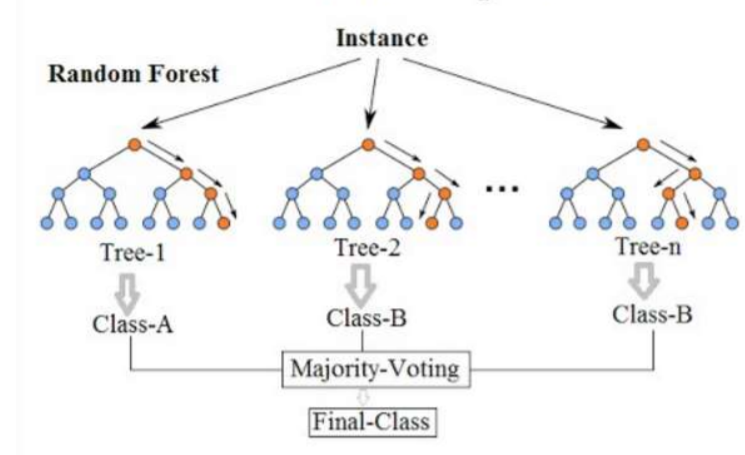 Instance
Random Forest
...
Tree-1
Tree-2
Tree-n
Class-A
Class-B
Class-B
Majority-Voting
Final-Class